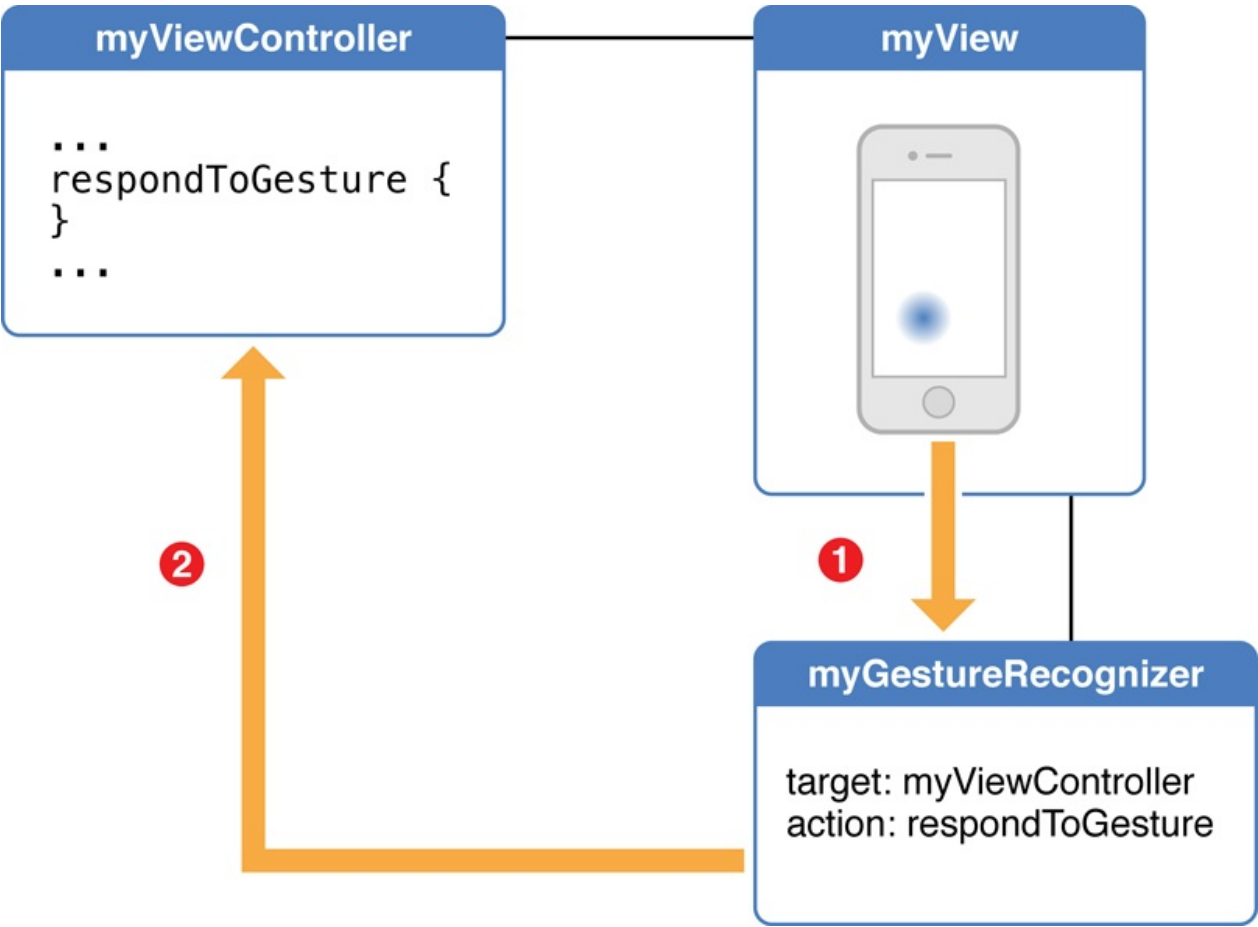 myViewController
...
respondToGesture {
}
...
myView
1
2
myGestureRecognizer
target: myViewController
action: respondToGesture